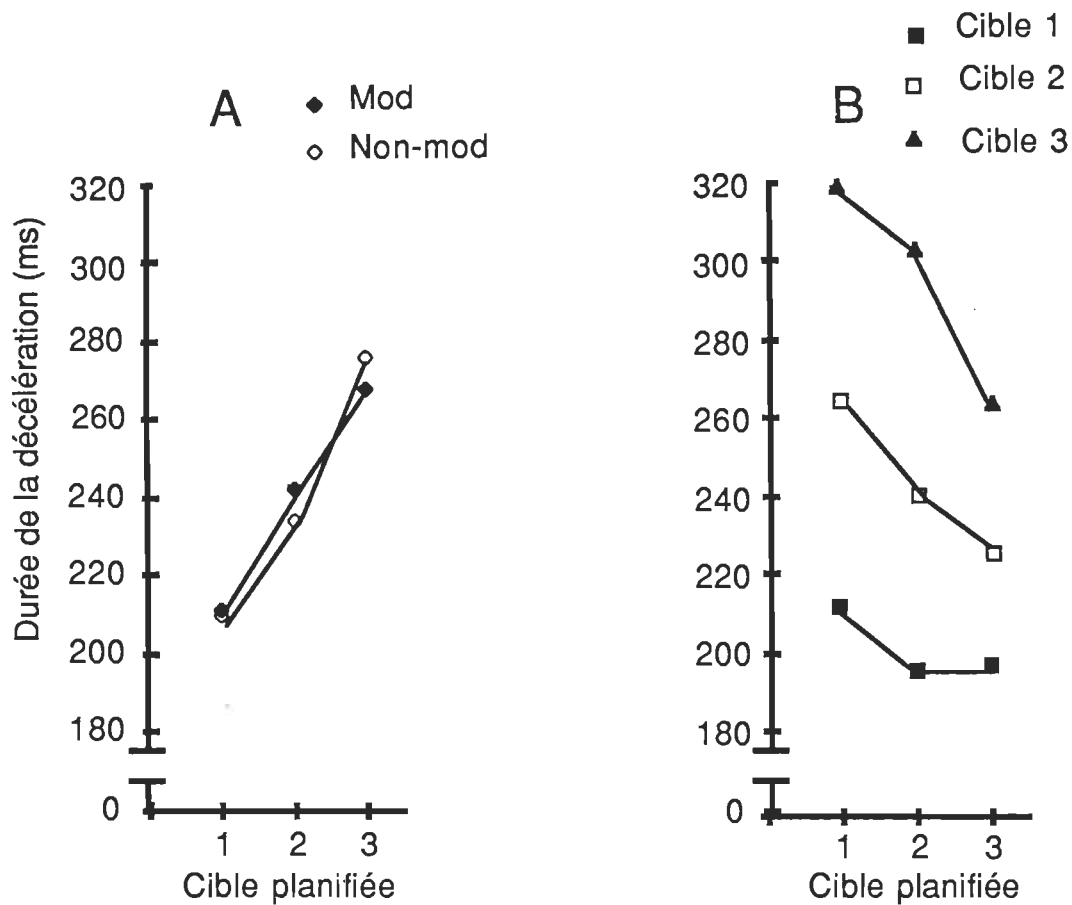 A
Mod
Non-mod
Durée de la décélération (ms)
320
300
280
260
240
220
200
180
0
1 2 3
Cible planifiée
B
Cible 1
Cible 2
Cible 3
320
300
280
260
240
220
200
180
0
1 2 3
Cible planifiée